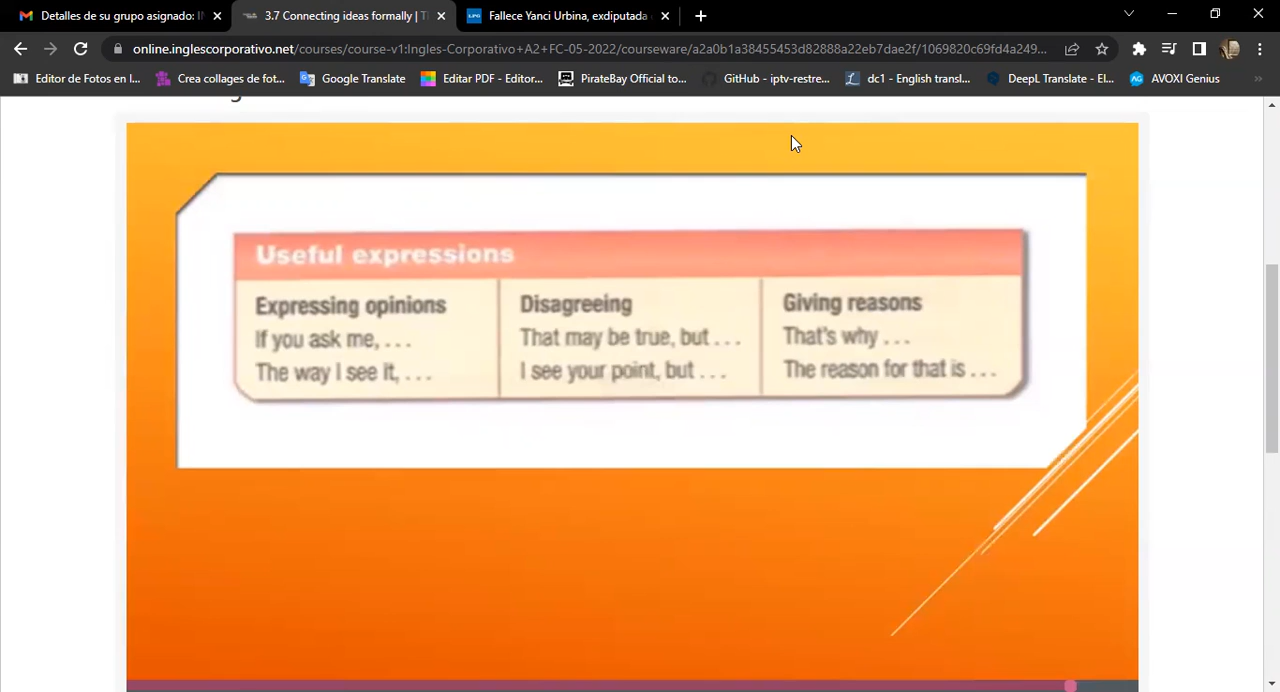 Detalles de su grupo asignado: I
3.7 Connecting ideas formally | T
Fallece Yanci Urbina, exdiputada
online.inglescorporativo.net/courses/course-v1:Ingles-Corporativo+A2+FC-05-2022/courseware/a2a0b1a38455453d82888a22eb7dae2f/1069820c69fd4a249...
Editor de Fotos en l...
Crea collages de fot...
Google Translate
Editar PDF - Editor...
PirateBay Official to...
GitHub - iptv-restre...
dc1 - English transl...
DeepL Translate - El...
AVOXI Genius
Useful expressions
Expressing opinions
If you ask me, . . .
The way I see it, . . .
Disagreeing
That may be true, but . . .
I see your point, but . . .
Giving reasons
That's why . . .
The reason for that is . . .